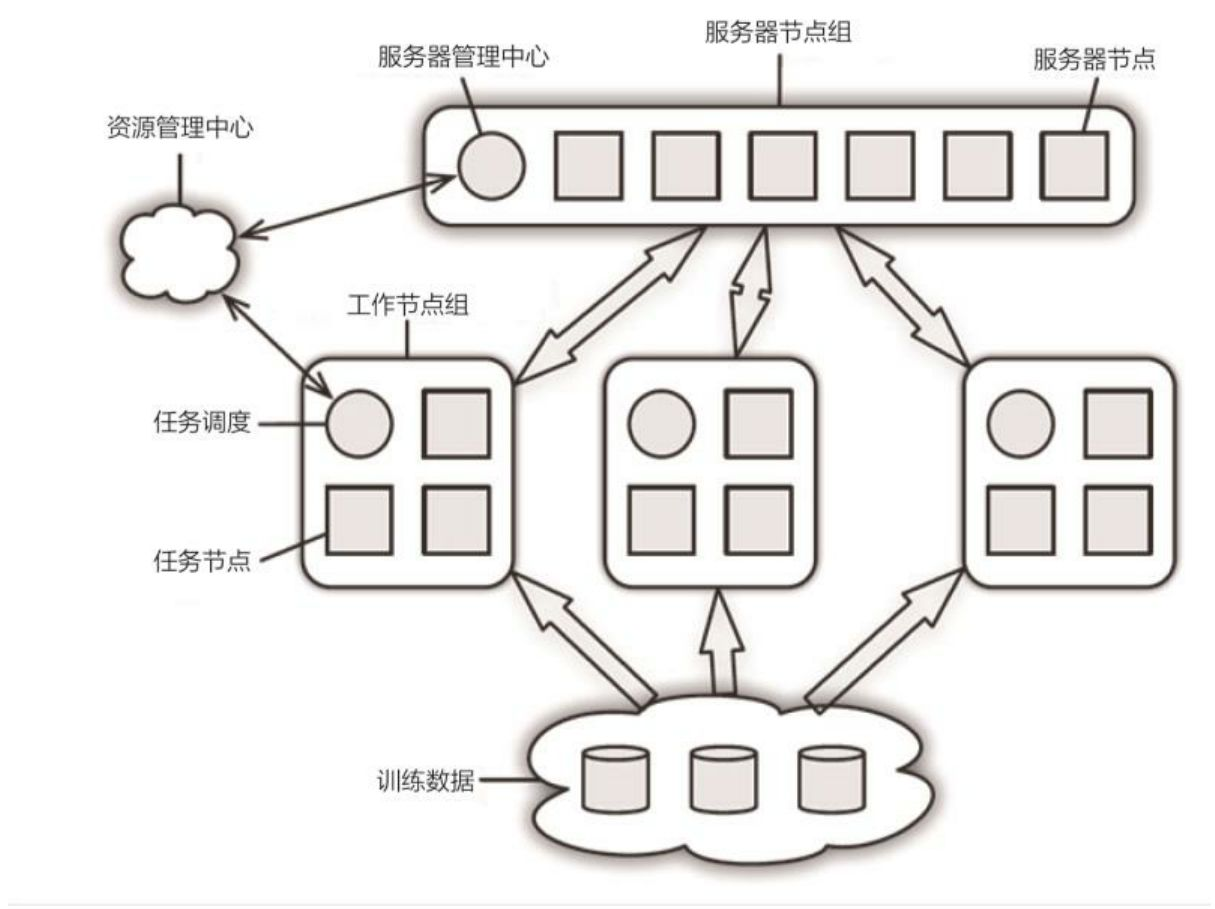 服务器节点组
服务器管理中心
服务器节点
资源管理中心
工作节点组
任务调度
任务节点
训练数据